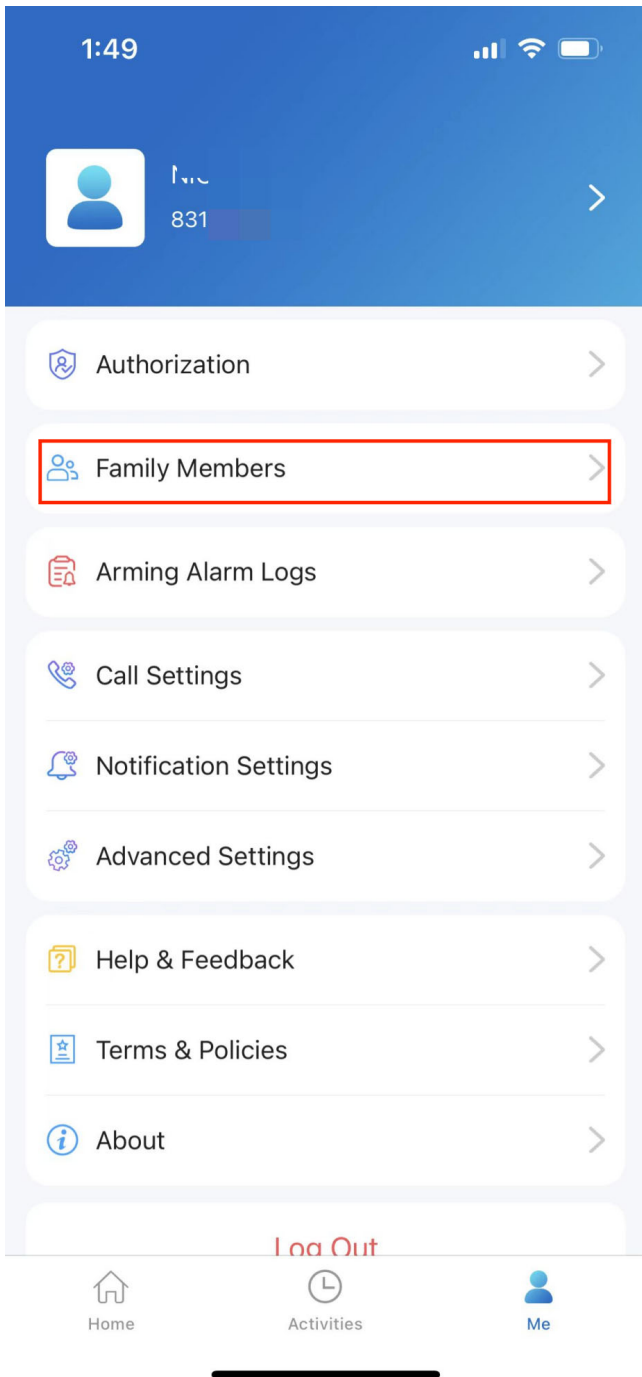 1:49
831
Authorization
Family Members
Arming Alarm Logs
Call Settings
Notification Settings
Advanced Settings
Help & Feedback
Terms & Policies
About
Log Out
Home
Activities
Me